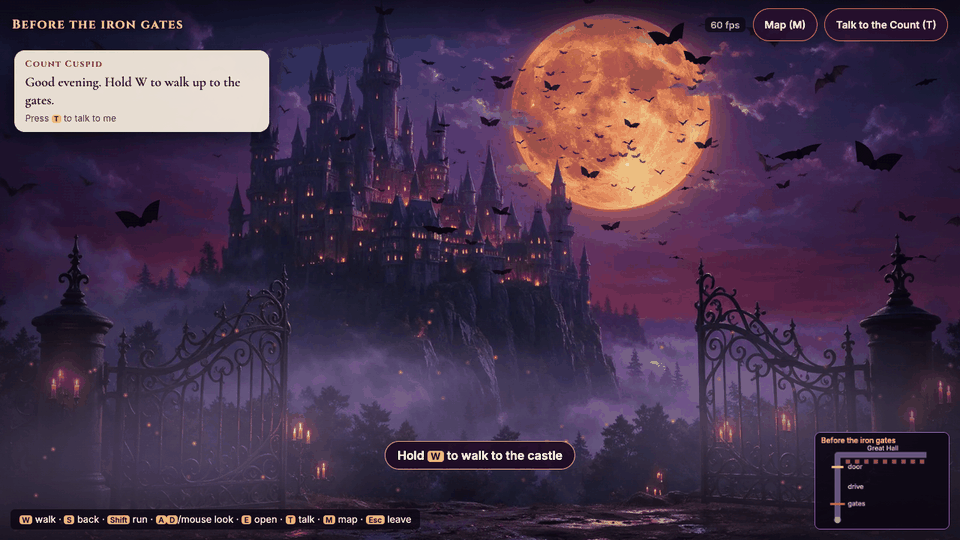 Before the iron gates
60 fps
Map (M)
Talk to the Count (T)
Count Cuspid
Good evening. Hold W to walk up to the
gates.
Press T to talk to me
Hold W to walk to the castle
Before the iron gates
Great Hall
door
drive
gates
W walk · S back · Shift run · A D/mouse look · E open · T talk · M map · Esc leave